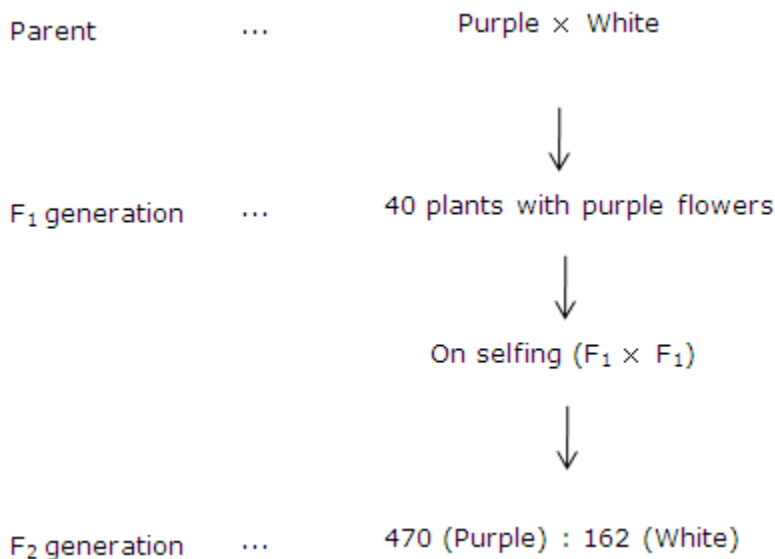 Parent ... Purple × White
F₁ generation ... 40 plants with purple flowers
On selfing (F₁ × F₁)
F₂ generation ... 470 (Purple) : 162 (White)